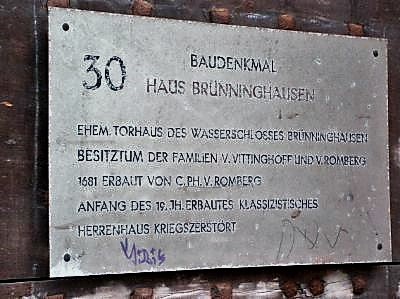 30
BAUDENKMAL
HAUS BRÜNNINGHAUSEN
EHEM. TORHAUS DES WASSERSCHLOSSES BRÜNNINGHAUSEN
BESITZTUM DER FAMILIEN V. VITTINGHOFF UND V. ROMBERG
1681 ERBAUT VON C. PH. V. ROMBERG
ANFANG DES 19. JH. ERBAUTES KLASSIZISTISCHES
HERRENHAUS KRIEGSZERSTÖRT